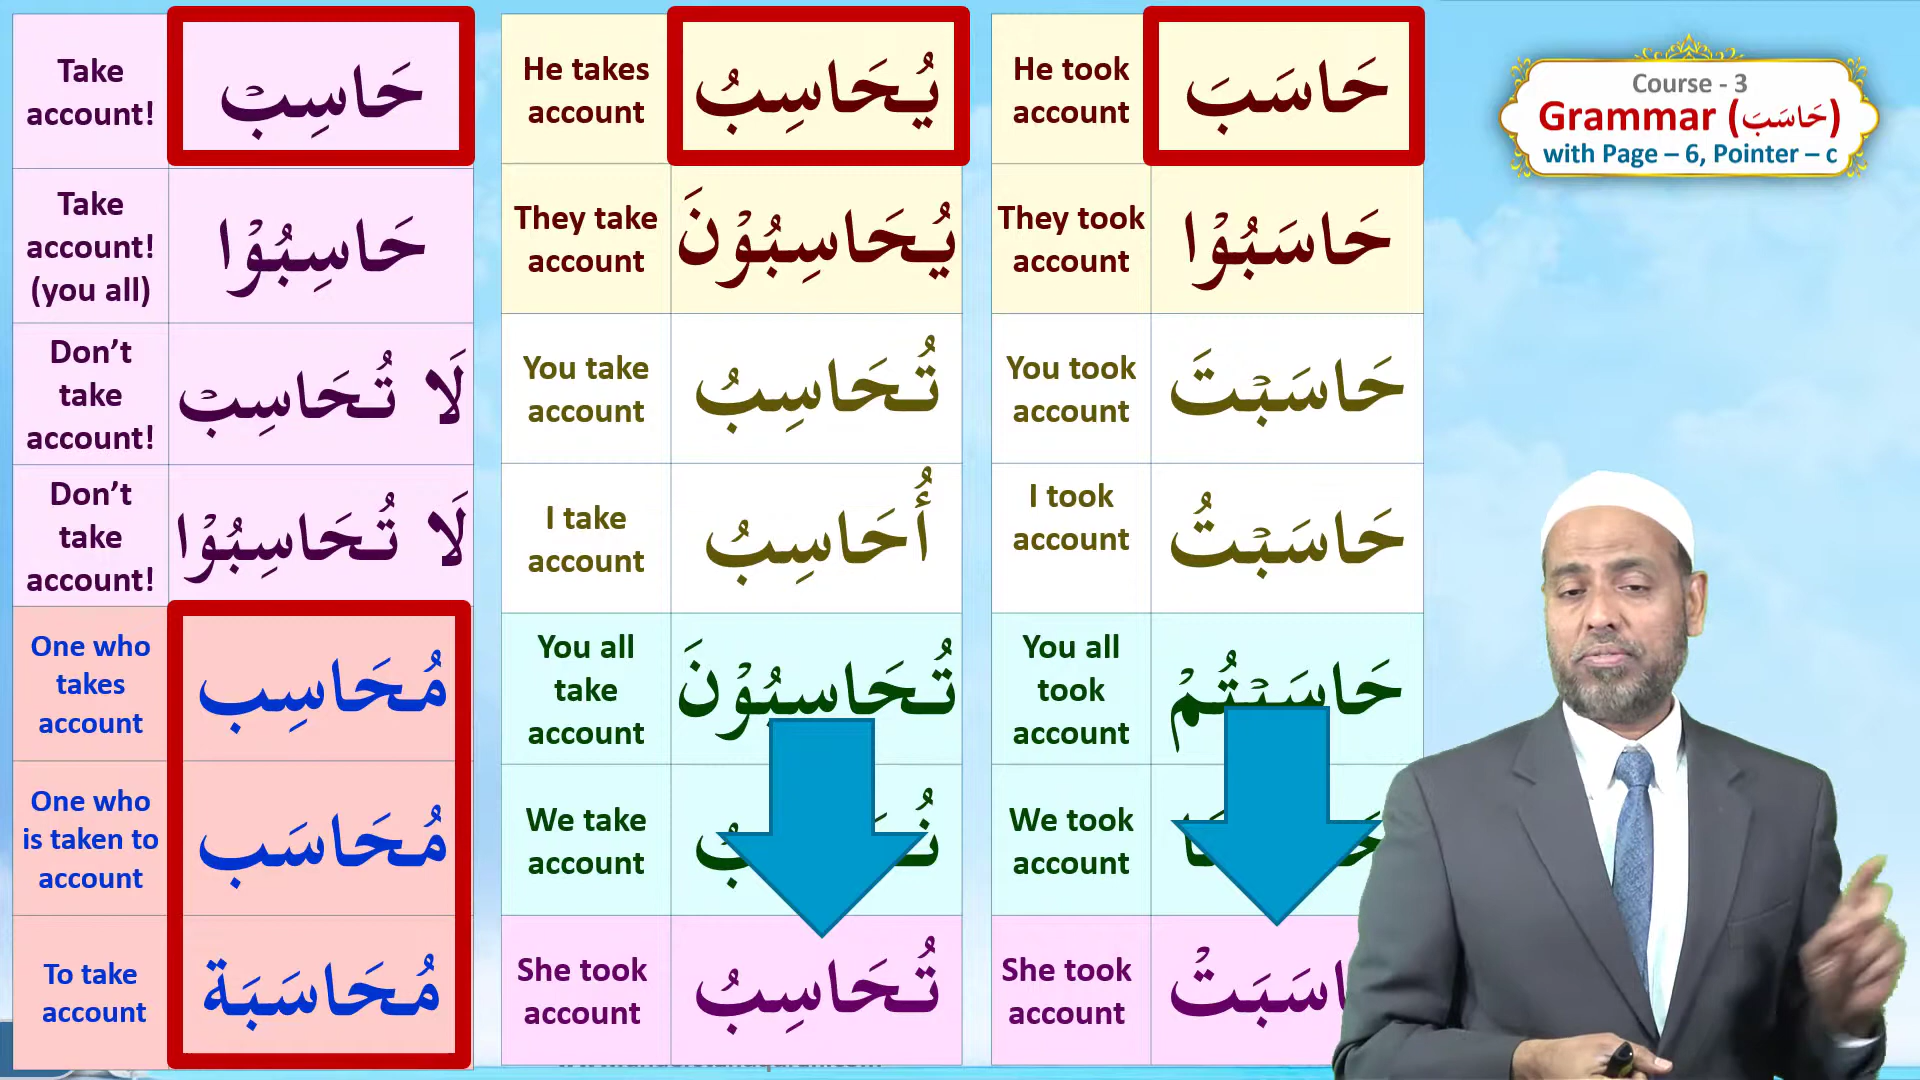 Take
account!
حَاسِبْ
Take
account!
(you all)
حَاسِبُوْا
Don’t
take
account!
لَا تُحَاسِبْ
Don’t
take
account!
لَا تُحَاسِبُوْا
One who
takes
account
مُحَاسِب
One who
is taken to
account
مُحَاسَب
To take
account
مُحَاسَبَة
He takes
account
يُحَاسِبُ
They take
account
يُحَاسِبُوْنَ
You take
account
تُحَاسِبُ
I take
account
أُحَاسِبُ
You all
take
account
تُحَاسِبُوْنَ
We take
account
She took
account
تُحَاسِبُ
He took
account
حَاسَبَ
They took
account
حَاسَبُوْا
You took
account
حَاسَبْتَ
I took
account
حَاسَبْتُ
You all
took
account
حَاسَبْتُمْ
We took
account
She took
account
Course - 3
Grammar (حَاسَبَ)
with Page – 6, Pointer – c